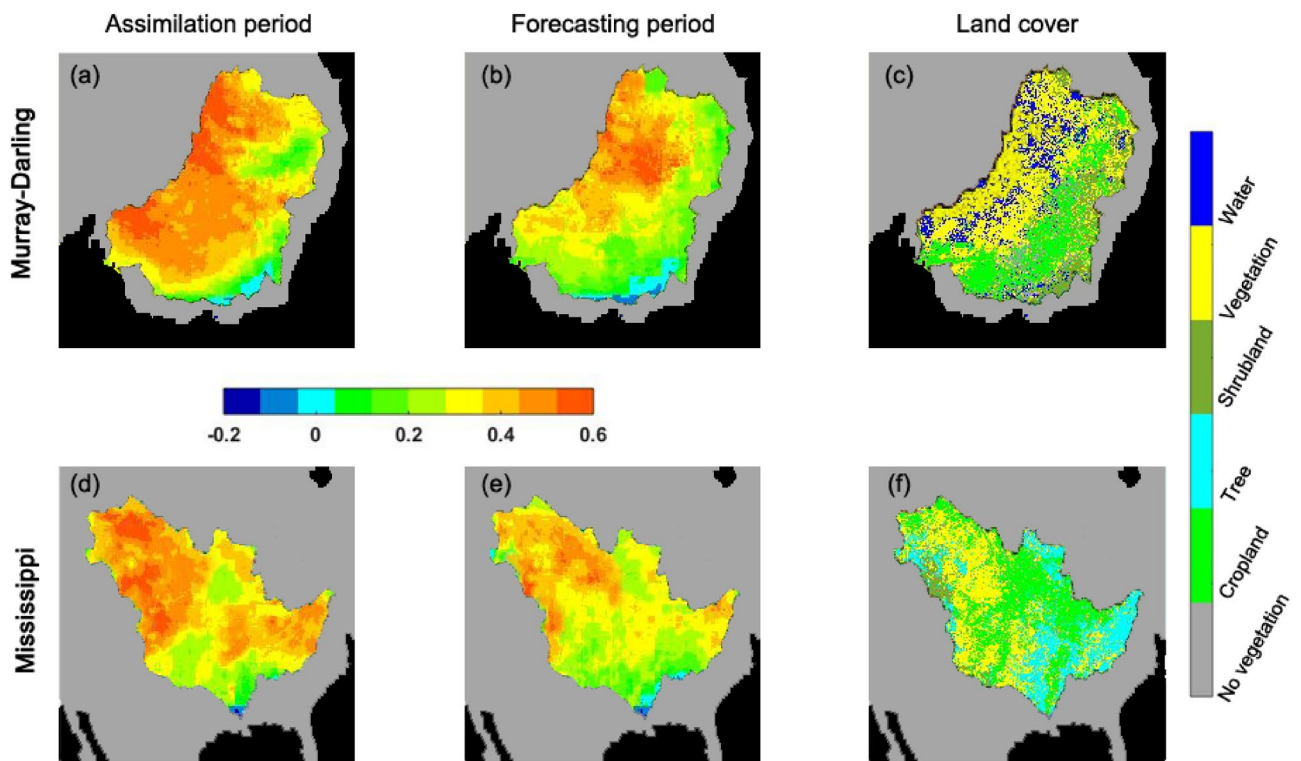 Assimilation period
Forecasting period
Land cover
Murray-Darling
(a)
(b)
(c)
Water
Vegetation
Shrubland
Tree
Cropland
No vegetation
-0.2
0
0.2
0.4
0.6
Mississippi
(d)
(e)
(f)